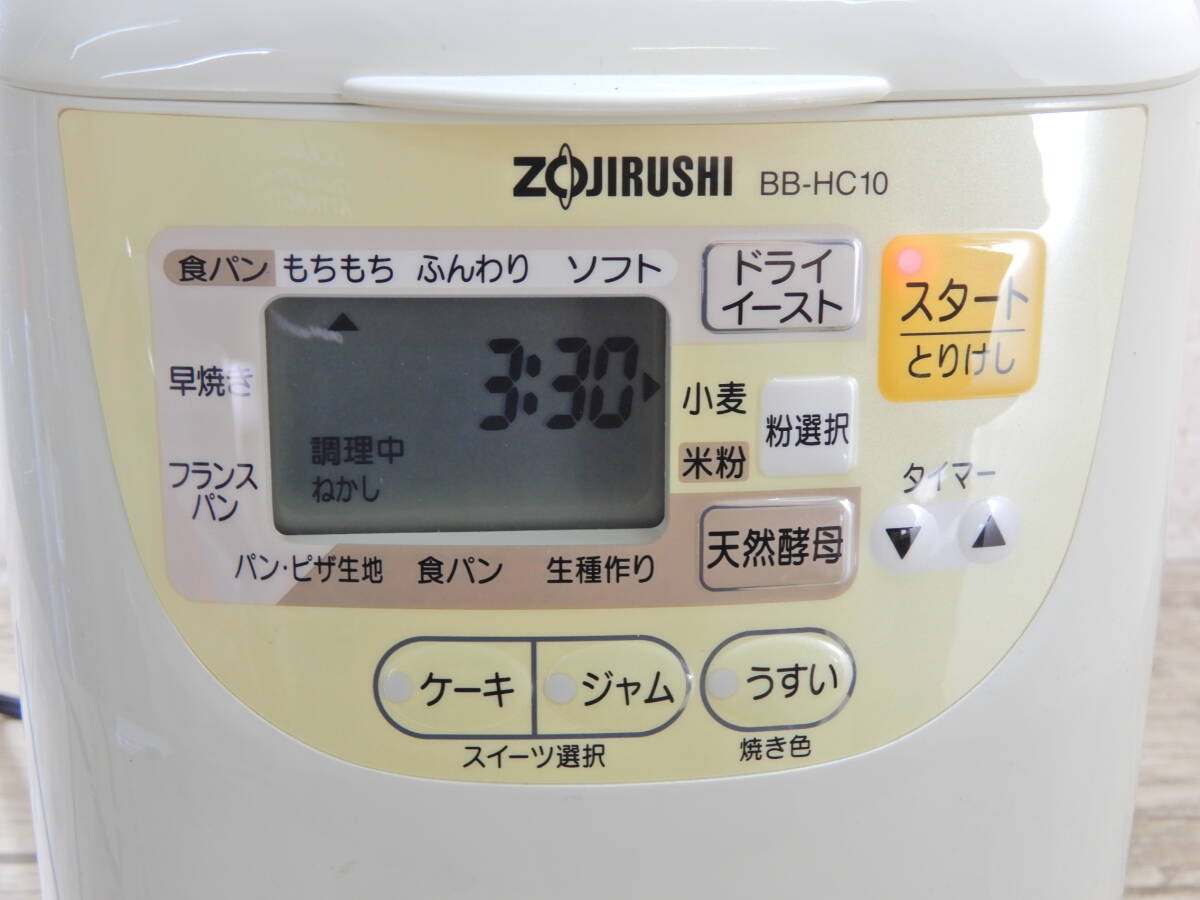 ZOJIRUSHI BB-HC10
食パン もちもち ふんわり ソフト
ドライ
イースト
スタート
とりけし
早焼き
3:30
小麦
粉選択
米粉
調理中
ねかし
フランス
パン
タイマー
▼ ▲
天然酵母
パン・ピザ生地 食パン 生種作り
ケーキ ジャム うすい
スイーツ選択 焼き色